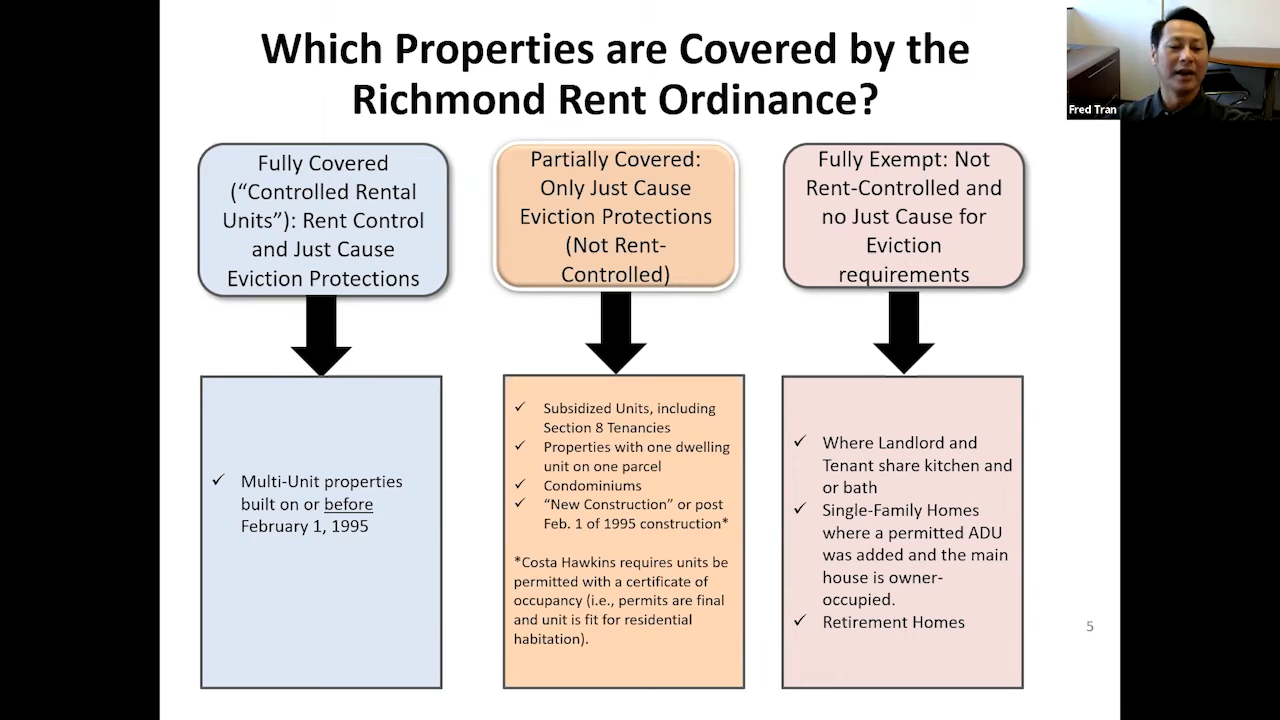 Which Properties are Covered by the
Richmond Rent Ordinance?
Fred Tran
Fully Covered
(“Controlled Rental
Units”): Rent Control
and Just Cause
Eviction Protections
Partially Covered:
Only Just Cause
Eviction Protections
(Not Rent-
Controlled)
Fully Exempt: Not
Rent-Controlled and
no Just Cause for
Eviction
requirements
✓ Multi-Unit properties
built on or before
February 1, 1995
✓ Subsidized Units, including
Section 8 Tenancies
✓ Properties with one dwelling
unit on one parcel
✓ Condominiums
✓ “New Construction” or post
Feb. 1 of 1995 construction*
*Costa Hawkins requires units be
permitted with a certificate of
occupancy (i.e., permits are final
and unit is fit for residential
habitation).
✓ Where Landlord and
Tenant share kitchen and
or bath
✓ Single-Family Homes
where a permitted ADU
was added and the main
house is owner-
occupied.
✓ Retirement Homes
5